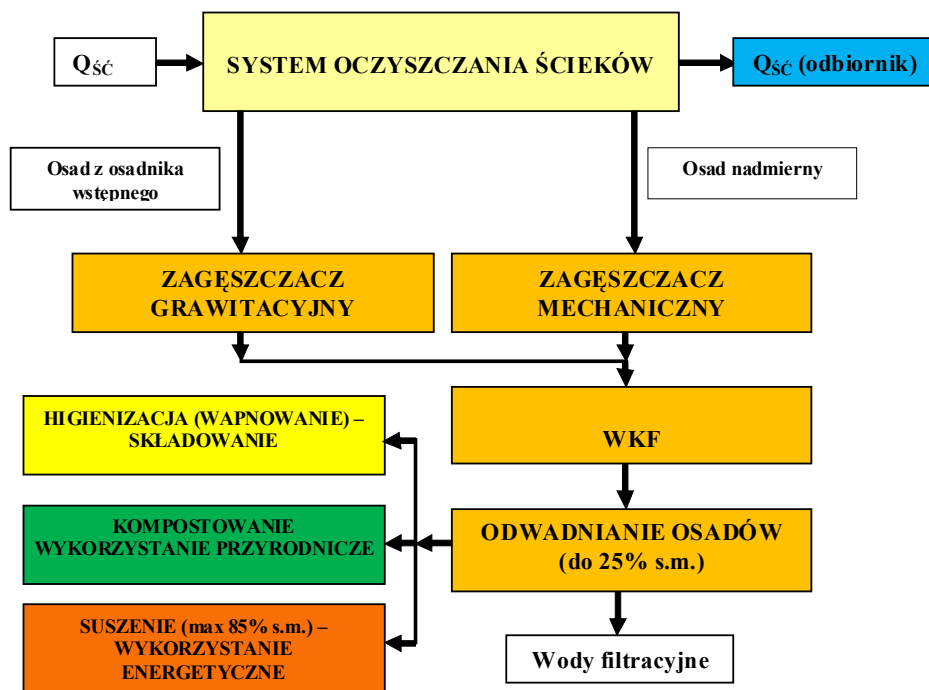 QŚĆ
SYSTEM OCZYSZCZANIA ŚCIEKÓW
QŚĆ (odbiornik)
Osad z osadnika
wstępnego
Osad nadmierny
ZAGĘSZCZACZ
GRAWITACYJNY
ZAGĘSZCZACZ
MECHANICZNY
HIGIENIZACJA (WAPNOWANIE) –
SKŁADOWANIE
WKF
KOMPOSTOWANIE
WYKORZYSTANIE PRZYRODNICZE
ODWADNIANIE OSADÓW
(do 25% s.m.)
SUSZENIE (max 85% s.m.) –
WYKORZYSTANIE
ENERGETYCZNE
Wody filtracyjne